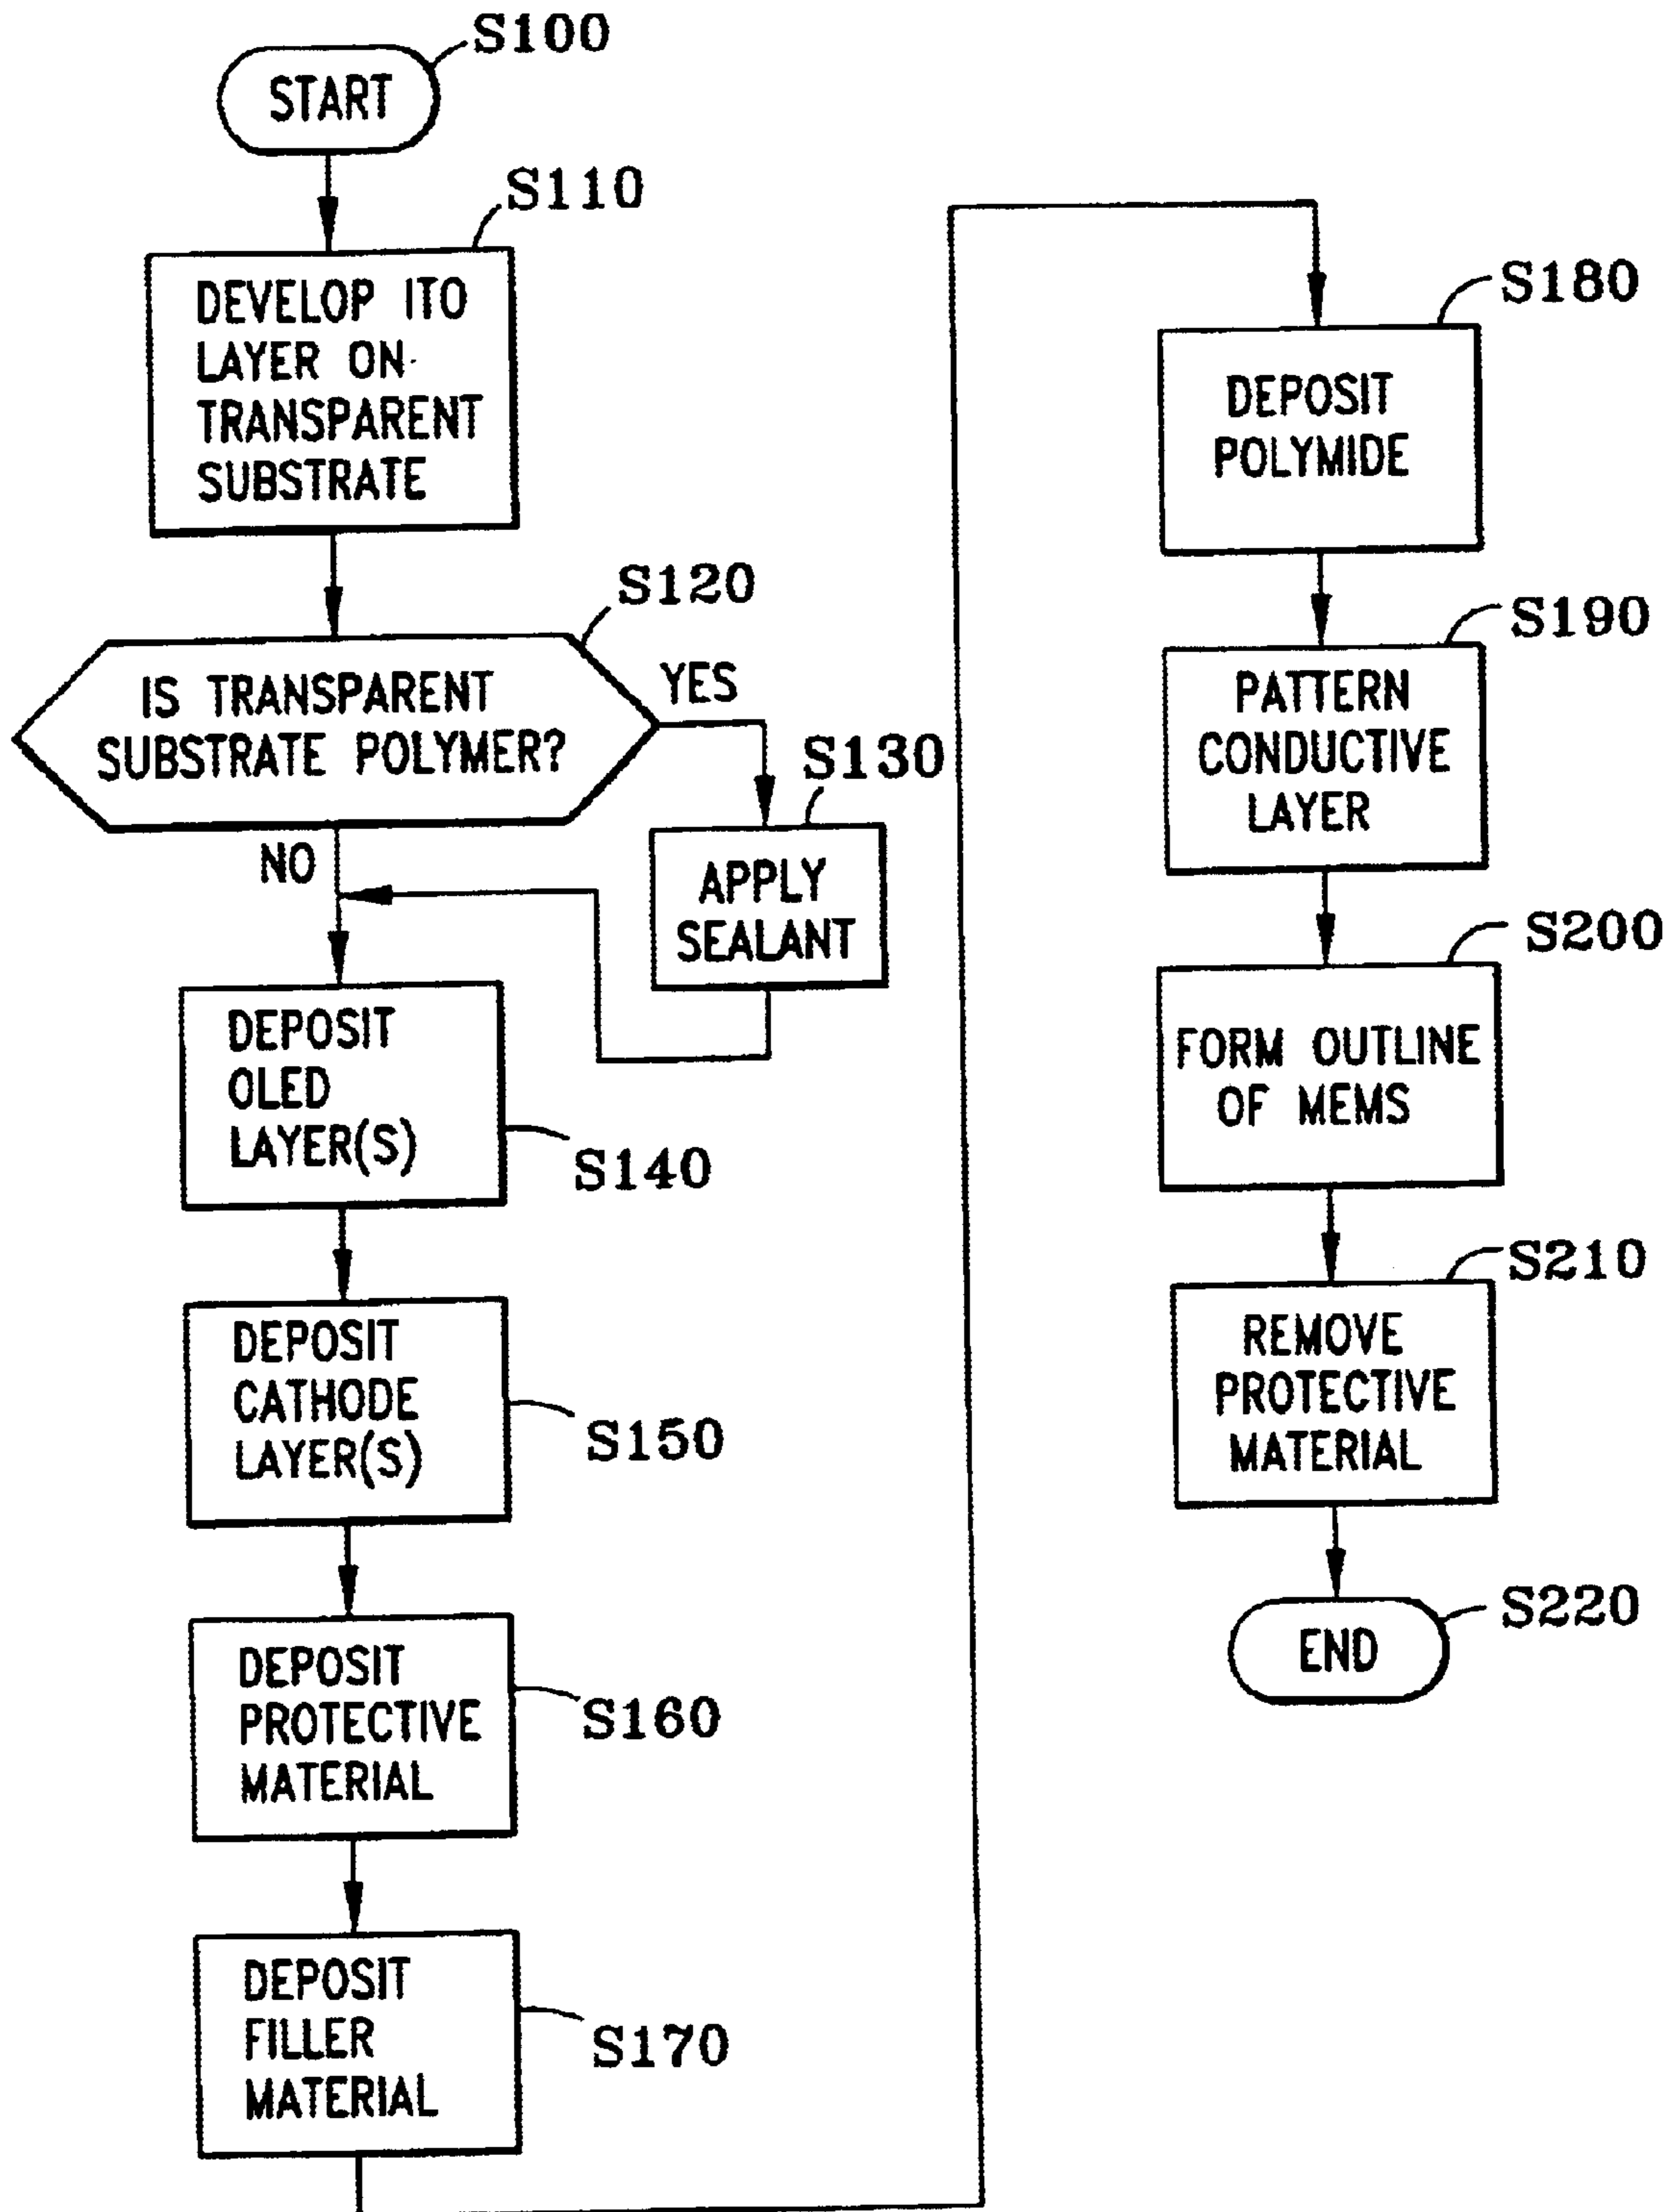 S100
START
S110
DEVELOP ITO
LAYER ON
TRANSPARENT
SUBSTRATE
S120
IS TRANSPARENT
SUBSTRATE POLYMER?
YES
NO
S130
APPLY
SEALANT
DEPOSIT
OLED
LAYER(S)
S140
DEPOSIT
CATHODE
LAYER(S)
S150
DEPOSIT
PROTECTIVE
MATERIAL
S160
DEPOSIT
FILLER
MATERIAL
S170
S180
DEPOSIT
POLYMIDE
S190
PATTERN
CONDUCTIVE
LAYER
S200
FORM OUTLINE
OF MEMS
S210
REMOVE
PROTECTIVE
MATERIAL
S220
END